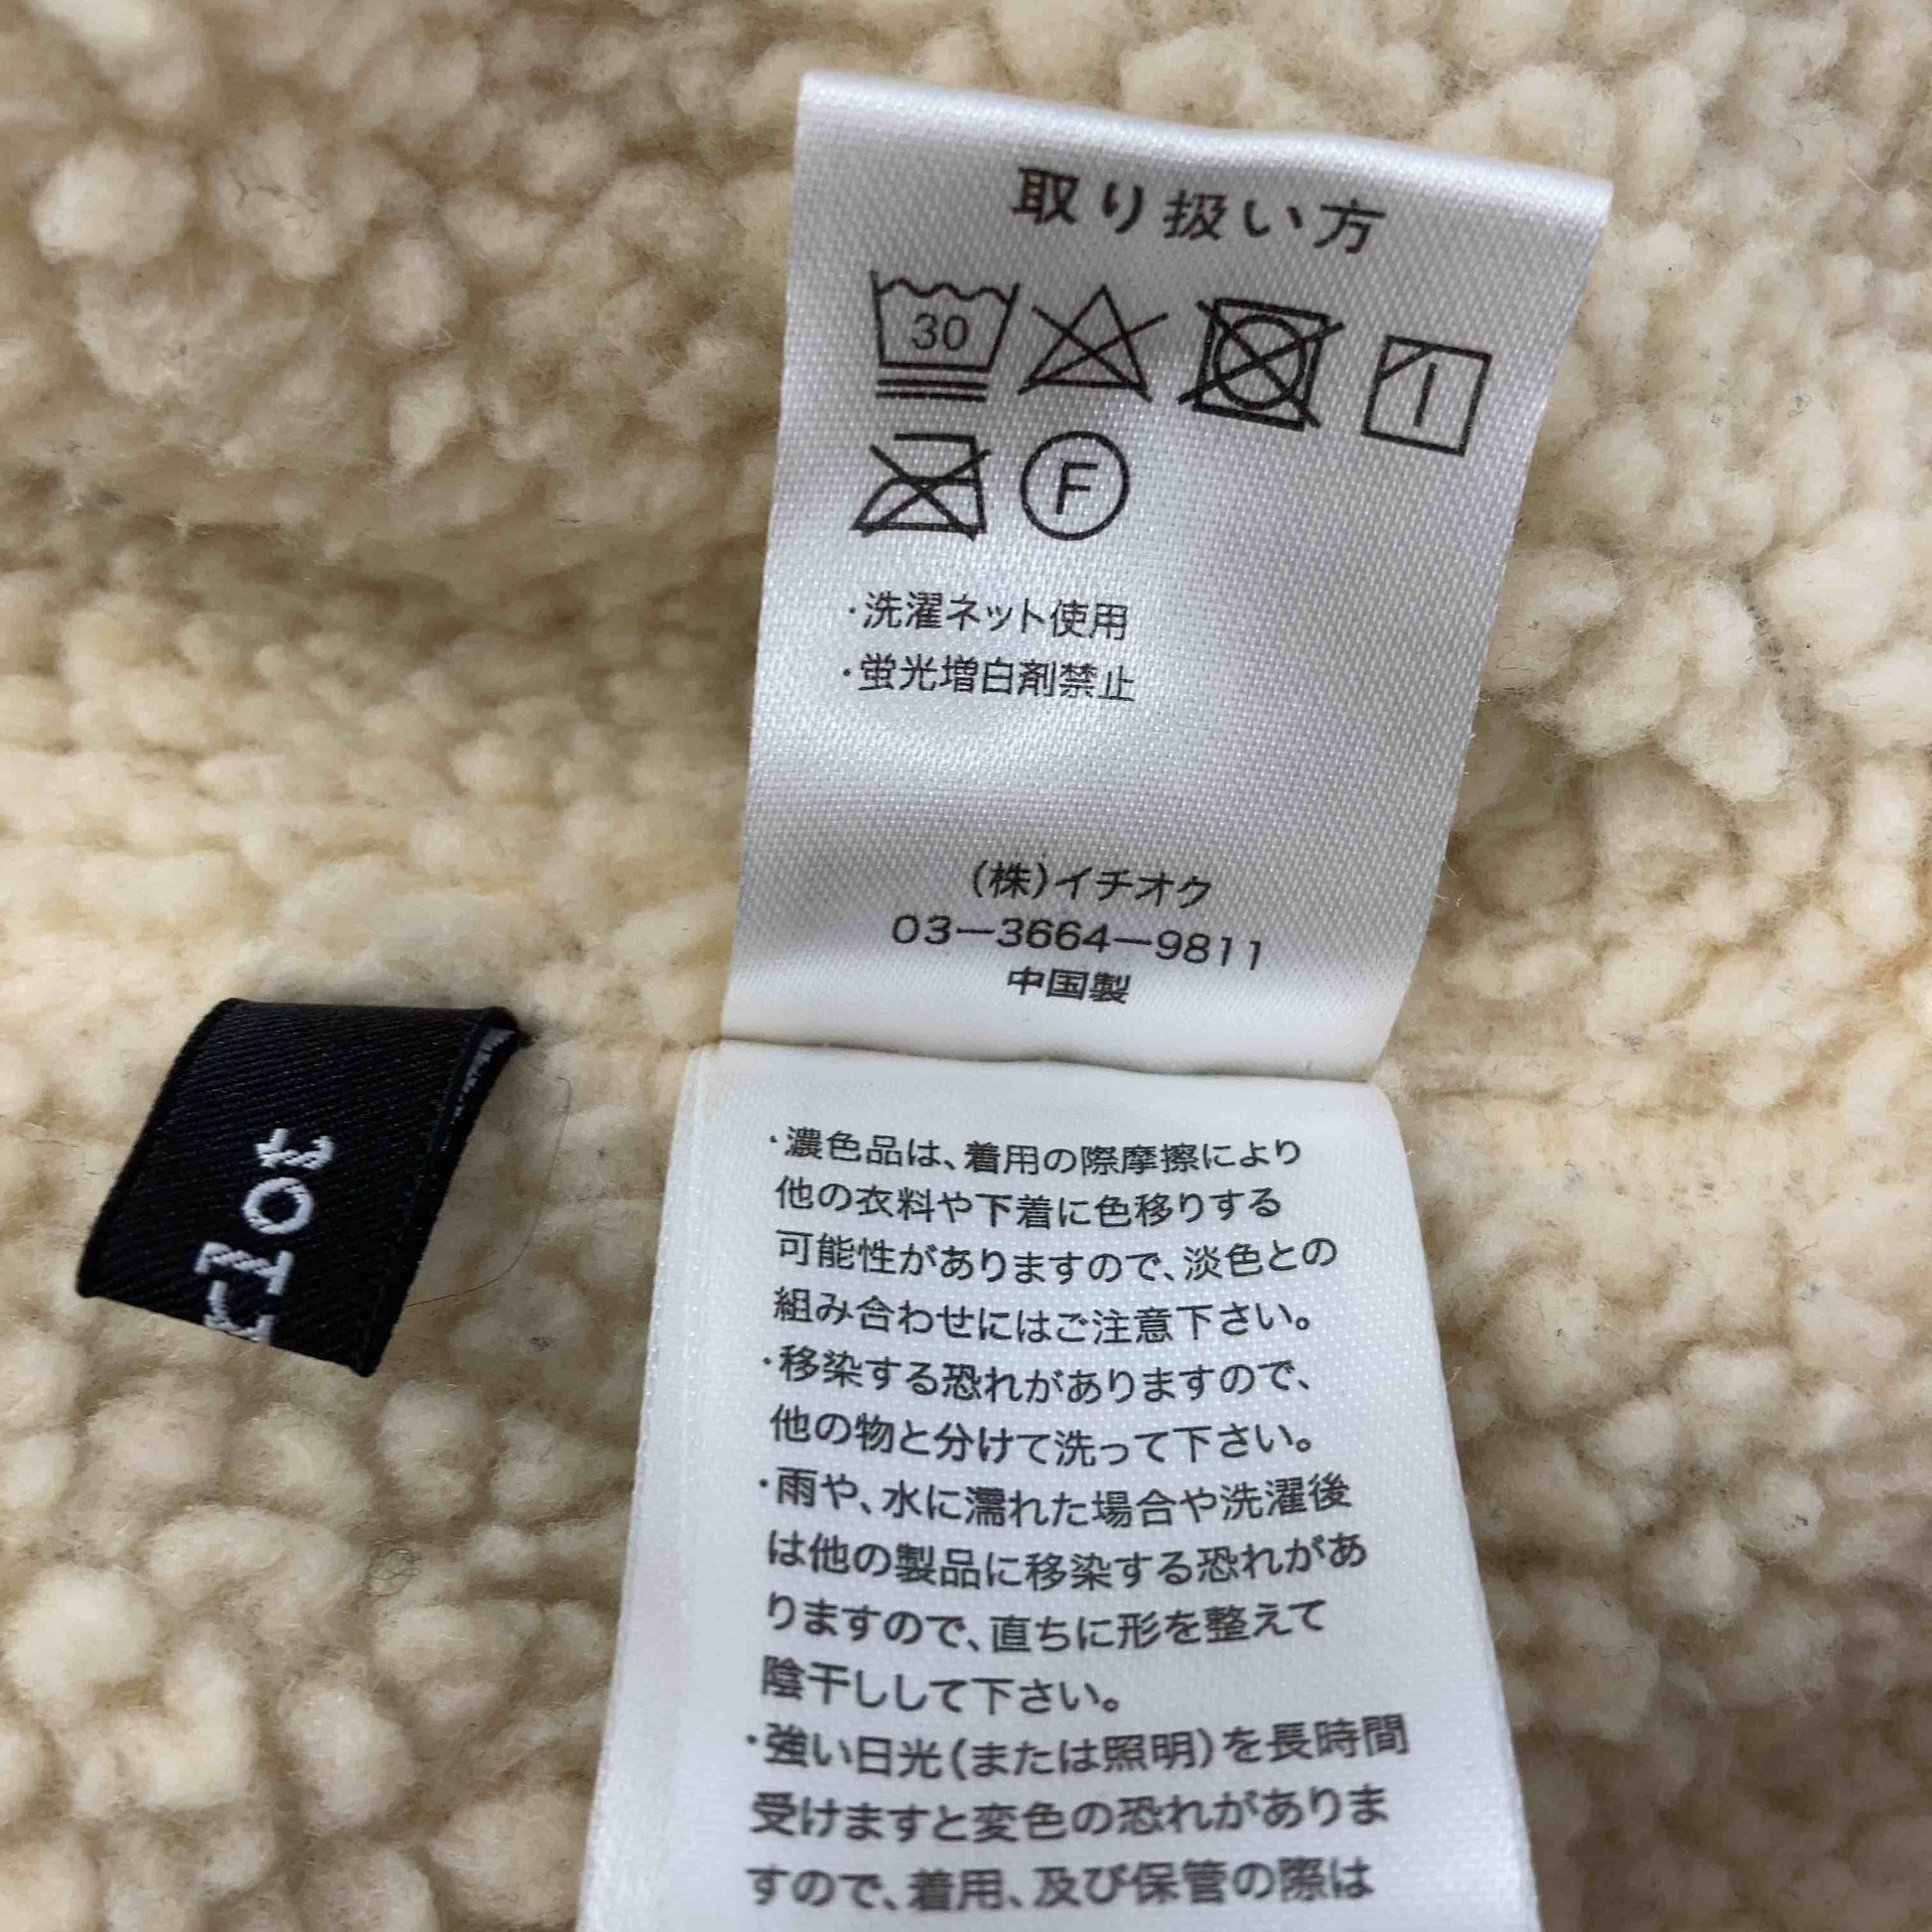 取り扱い方
30
F
・洗濯ネット使用
・蛍光増白剤禁止
(株)イチオク
03－3664－9811
中国製
・濃色品は、着用の際摩擦により
他の衣料や下着に色移りする
可能性がありますので、淡色との
組み合わせにはご注意下さい。
・移染する恐れがありますので、
他の物と分けて洗って下さい。
・雨や、水に濡れた場合や洗濯後
は他の製品に移染する恐れがあ
りますので、直ちに形を整えて
陰干しして下さい。
・強い日光(または照明)を長時間
受けますと変色の恐れがありま
すので、着用、及び保管の際は